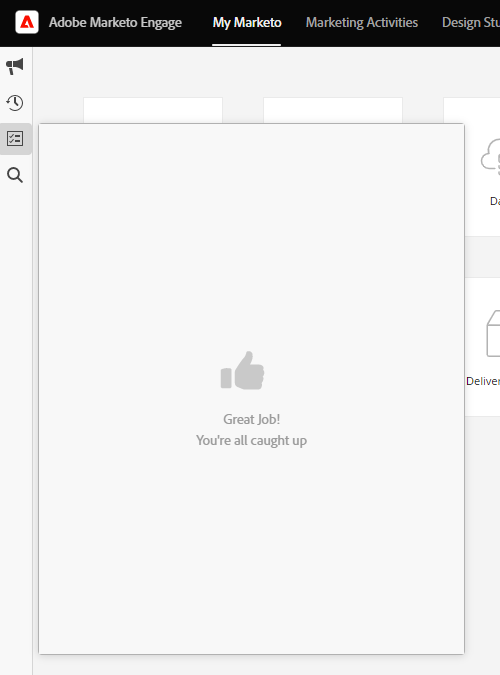 Adobe Marketo Engage My Marketo Marketing Activities Design Stu
Da
Deliver
Great Job!
You're all caught up